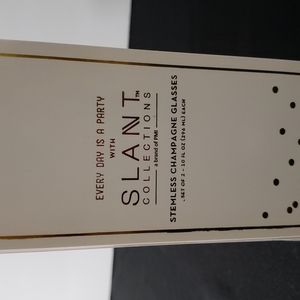 EVERY DAY IS A PARTY
WITH
SLANT™
COLLECTIONS
a brand of PMI
STEMLESS CHAMPAGNE GLASSES
. SET OF 2 - 10 FL OZ (296 ML) EACH